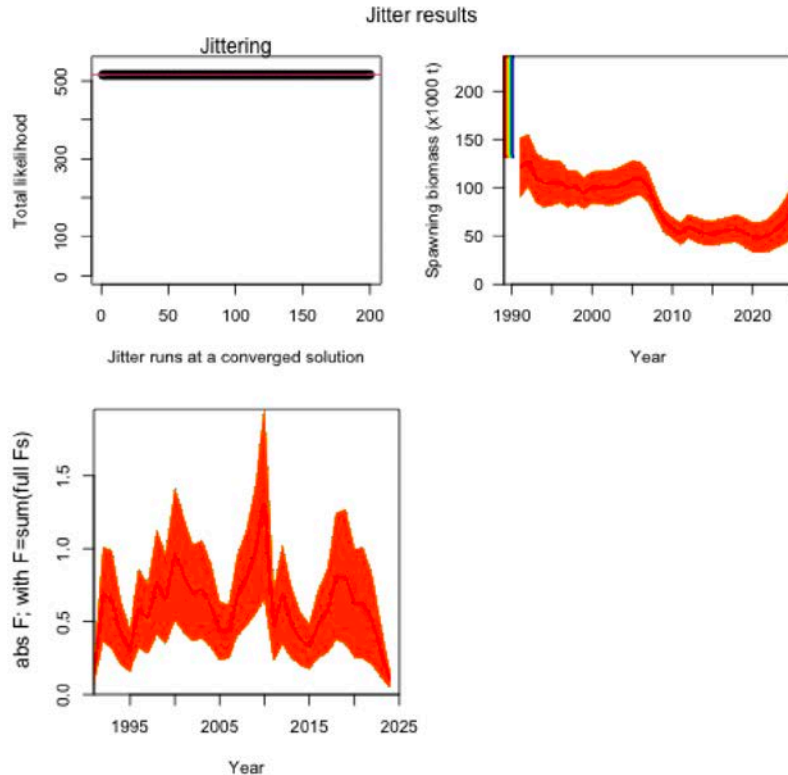 Jitter results
Jittering
Total likelihood
500
300
100
0
0 50 100 150 200
Jitter runs at a converged solution
Spawning biomass (x1000 t)
200
150
100
50
0
1990 2000 2010 2020
Year
abs F; with F=sum(full Fs)
1.5
1.0
0.5
0.0
1995 2005 2015 2025
Year